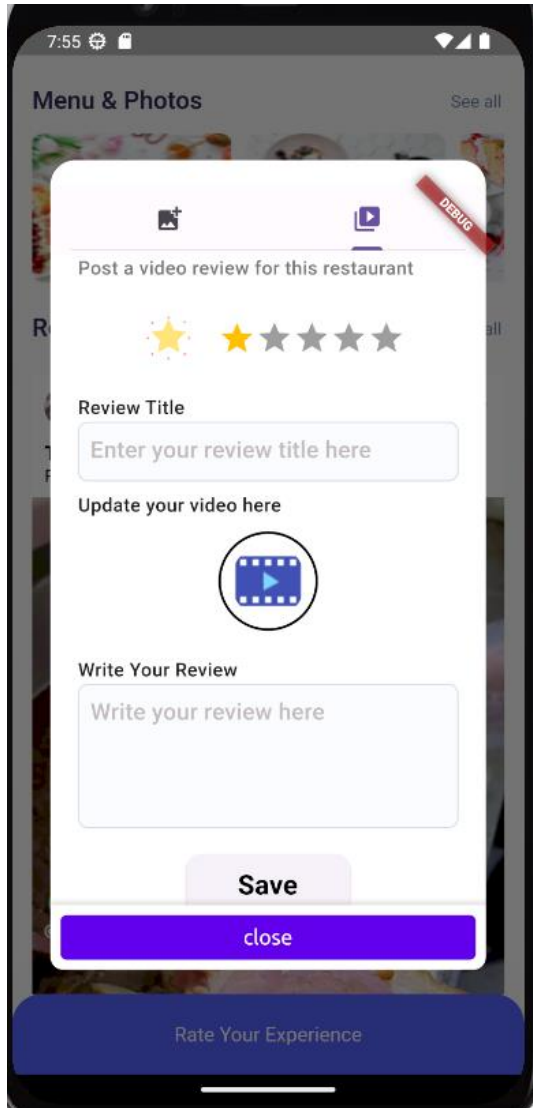 7:55
Menu & Photos
See all
DEBUG
Post a video review for this restaurant
R
all
Review Title
Enter your review title here
Update your video here
Write Your Review
Write your review here
Save
close
Rate Your Experience